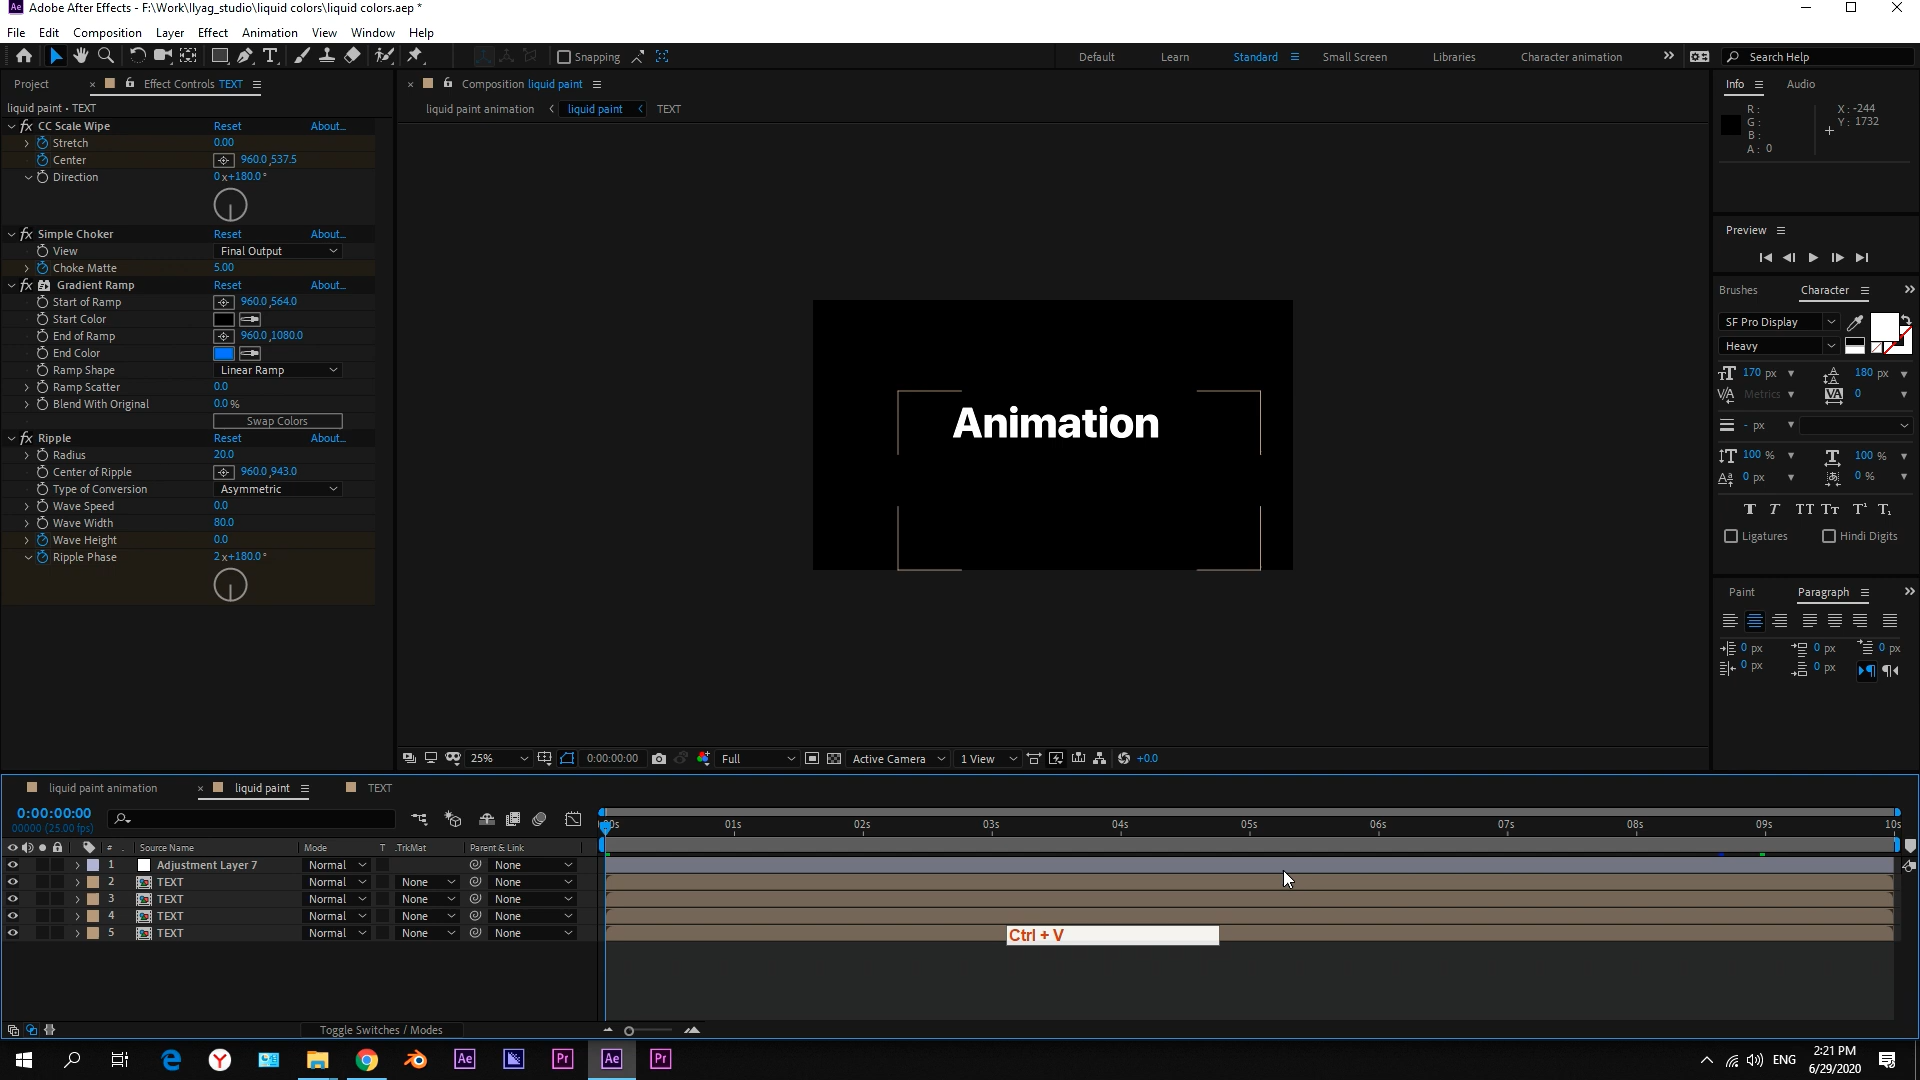 Adobe After Effects - F:\Work\Ilyag_studio\liquid colors\liquid colors.aep *
File Edit Composition Layer Effect Animation View Window Help
Snapping
Default Learn Standard Small Screen Libraries Character animation Search Help
Project Effect Controls TEXT
liquid paint • TEXT
CC Scale Wipe Reset About...
Stretch 0.00
Center 960.0,537.5
Direction 0x+180.0°
Simple Choker Reset About...
View Final Output
Choke Matte 5.00
Gradient Ramp Reset About...
Start of Ramp 960.0,564.0
Start Color
End of Ramp 960.0,1080.0
End Color
Ramp Shape Linear Ramp
Ramp Scatter 0.0
Blend With Original 0.0 %
Swap Colors
Ripple Reset About...
Radius 20.0
Center of Ripple 960.0,943.0
Type of Conversion Asymmetric
Wave Speed 0.0
Wave Width 80.0
Wave Height 0.0
Ripple Phase 2x+180.0°
Composition liquid paint
liquid paint animation < liquid paint < TEXT
Animation
25% 0:00:00:00 Full Active Camera 1 View +0.0
Info Audio
R:
G:
B:
A: 0
X: -244
Y: 1732
Preview
Brushes Character
SF Pro Display
Heavy
170 px 180 px
Metrics 0
- px
100 % 100 %
0 px 0 %
T T TT Tt T¹ T₁
Ligatures Hindi Digits
Paint Paragraph
0 px 0 px 0 px
0 px 0 px
liquid paint animation liquid paint TEXT
0:00:00:00
00000 (25.00 fps)
:00s 01s 02s 03s 04s 05s 06s 07s 08s 09s 10s
# Source Name Mode T .TrkMat Parent & Link
1 Adjustment Layer 7 Normal None
2 TEXT Normal None None
3 TEXT Normal None None
4 TEXT Normal None None
5 TEXT Normal None None
Ctrl + V
Toggle Switches / Modes
Ae Pr Ae Pr
ENG 2:21 PM
6/29/2020